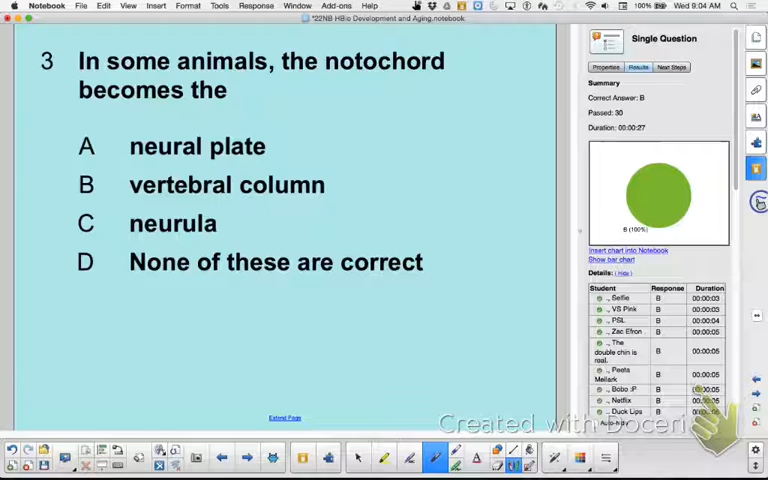 Notebook File Edit View Insert Format Tools Response Window Add-ons Help 100% Wed 9:04 AM
*22NB HBio Development and Aging.notebook
3 In some animals, the notochord
becomes the
A neural plate
B vertebral column
C neurula
D None of these are correct
Extend Page
Single Question
Properties Results Next Steps
Summary
Correct Answer: B
Passed: 30
Duration: 00:00:27
B (100%)
Insert chart into Notebook
Show bar chart
Details: (Hide)
Student Response Duration
., Selfie B 00:00:03
., VS Pink B 00:00:03
., PSL B 00:00:04
., Zac Efron B 00:00:05
., The
double chin is
real. B 00:00:05
., Peeta
Mellark B 00:00:05
., Bobo :P B 00:00:05
., Netflix B 00:00:05
., Duck Lips B
Auto-hide
Created with Doceri